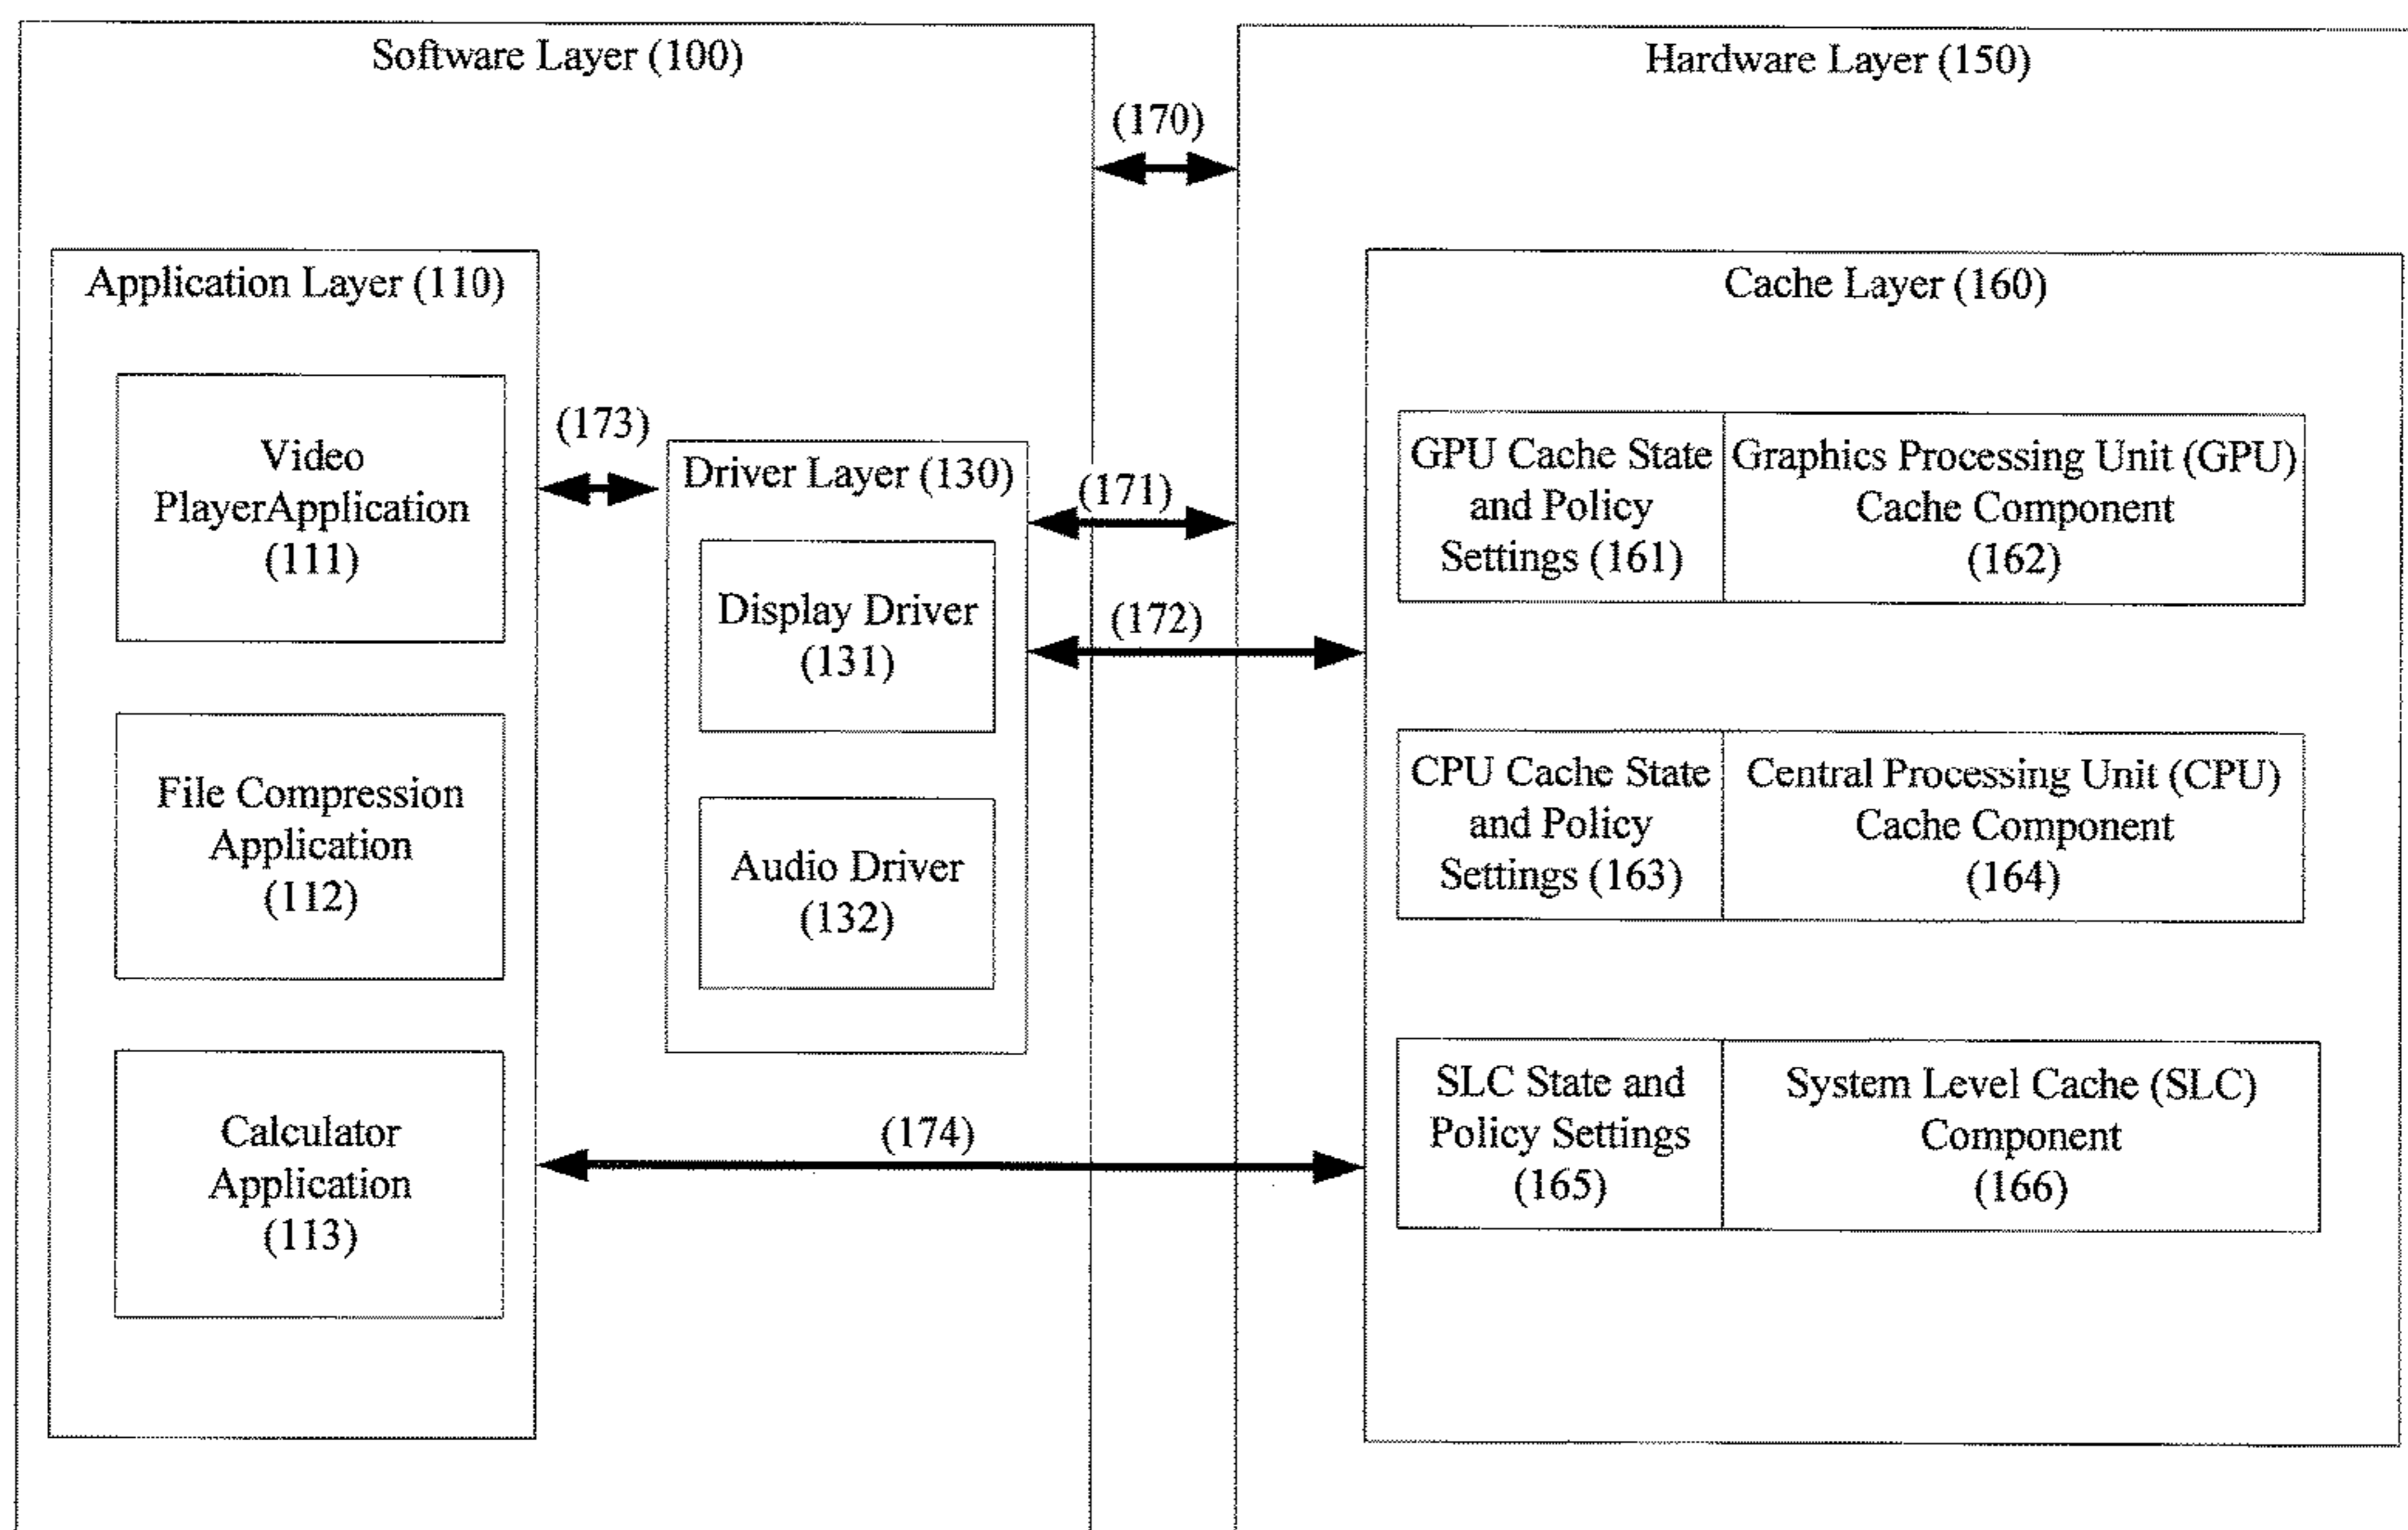 Software Layer (100)
Hardware Layer (150)
(170)
Application Layer (110)
Video
PlayerApplication
(111)
File Compression
Application
(112)
Calculator
Application
(113)
(173)
Driver Layer (130)
Display Driver
(131)
Audio Driver
(132)
(171)
(172)
(174)
Cache Layer (160)
GPU Cache State
and Policy
Settings (161)
Graphics Processing Unit (GPU)
Cache Component
(162)
CPU Cache State
and Policy
Settings (163)
Central Processing Unit (CPU)
Cache Component
(164)
SLC State and
Policy Settings
(165)
System Level Cache (SLC)
Component
(166)